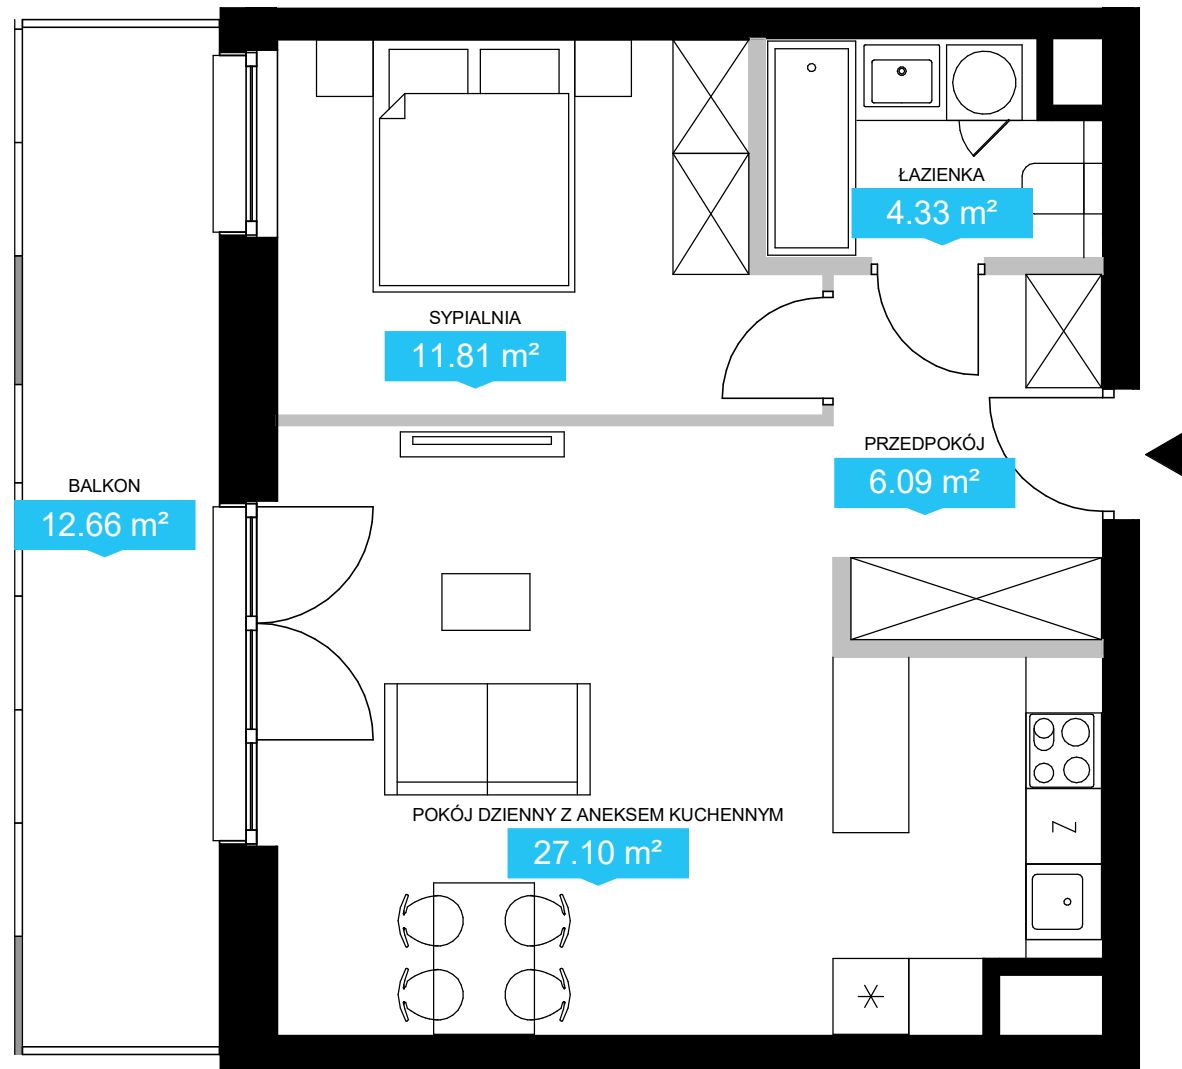 ŁAZIENKA
4.33 m²
SYPIALNIA
11.81 m²
PRZEDPOKÓJ
6.09 m²
BALKON
12.66 m²
POKÓJ DZIENNY Z ANEKSEM KUCHENNYM
27.10 m²
Z